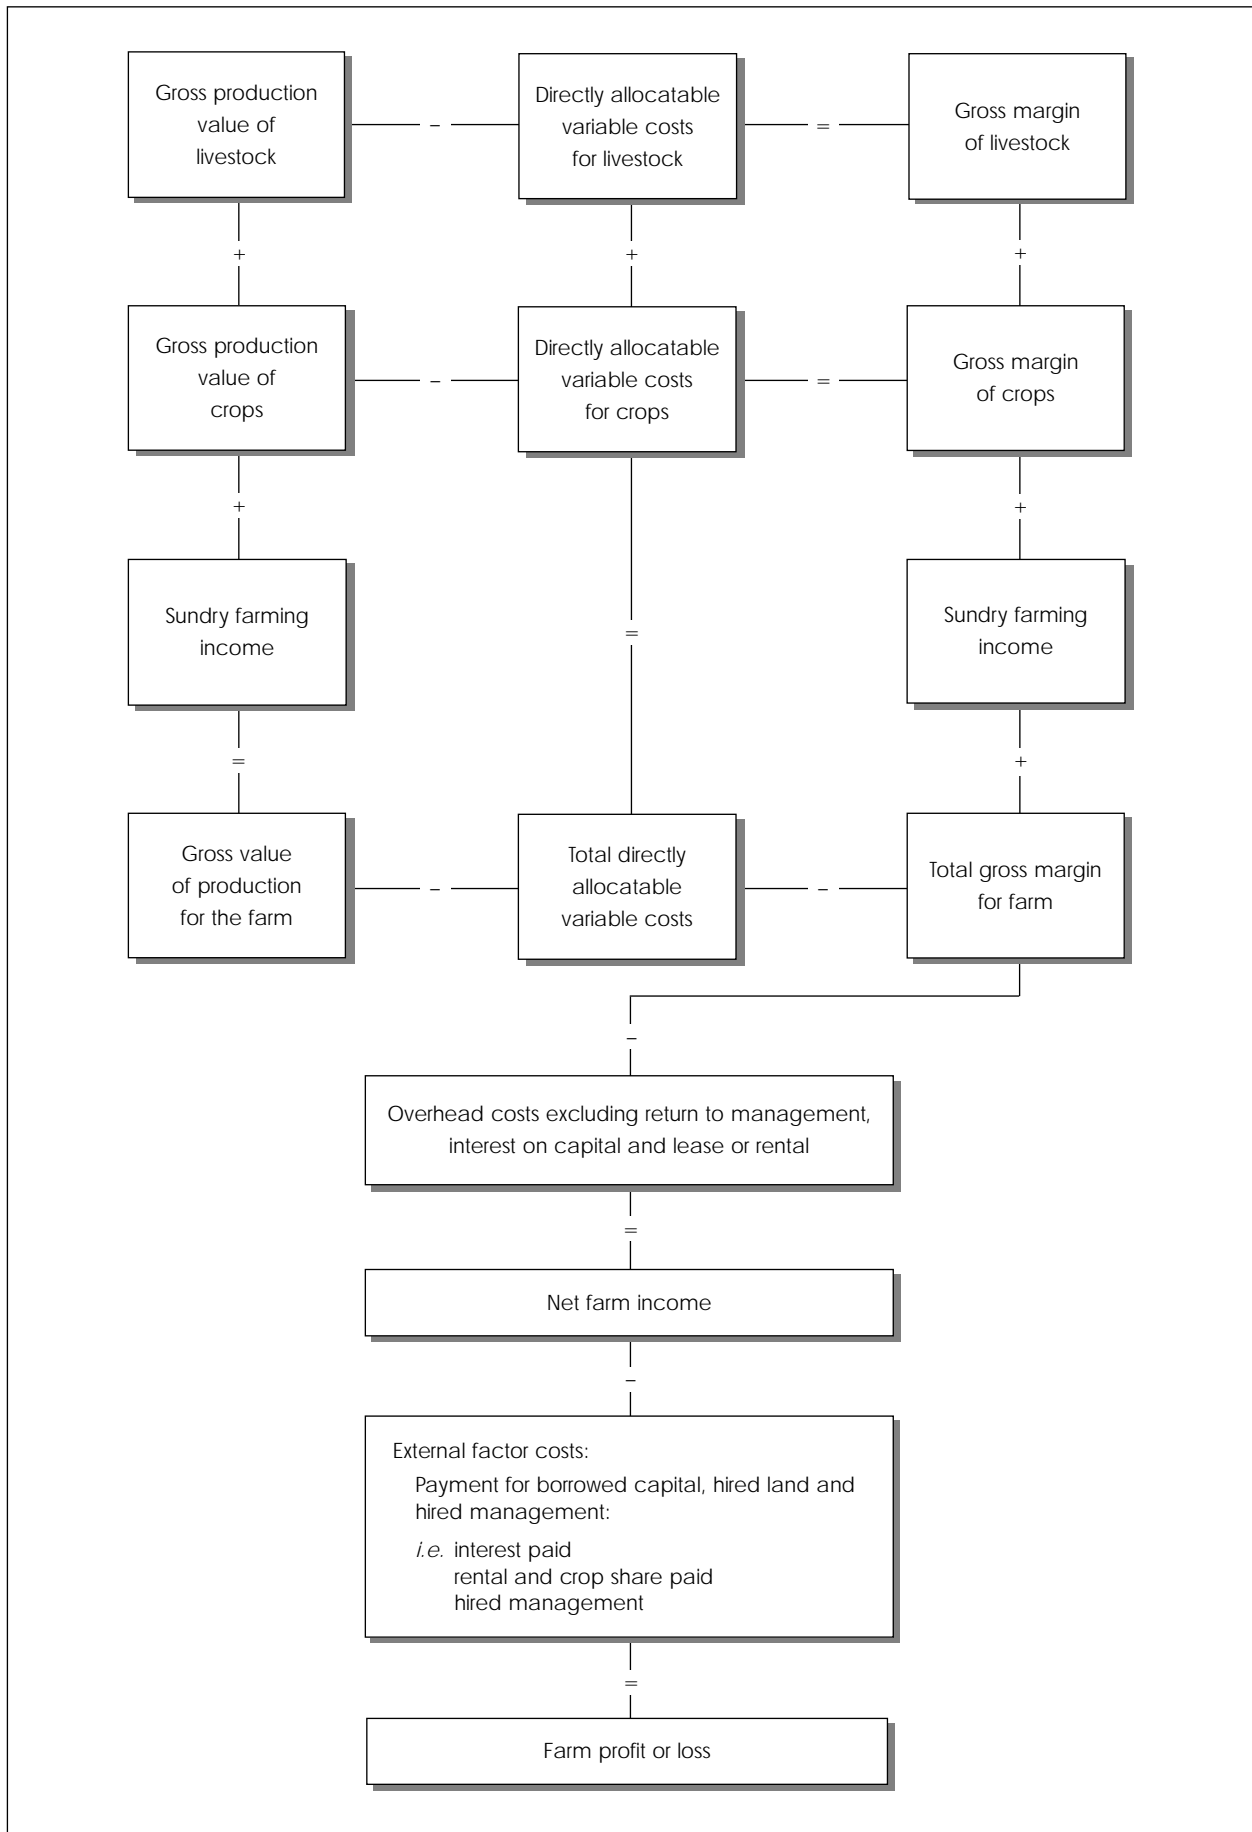 Gross production
value of
livestock
−
Directly allocatable
variable costs
for livestock
=
Gross margin
of livestock
+
+
+
Gross production
value of
crops
−
Directly allocatable
variable costs
for crops
=
Gross margin
of crops
+
+
Sundry farming
income
=
Sundry farming
income
=
+
Gross value
of production
for the farm
−
Total directly
allocatable
variable costs
−
Total gross margin
for farm
−
Overhead costs excluding return to management,
interest on capital and lease or rental
=
Net farm income
−
External factor costs:
Payment for borrowed capital, hired land and
hired management:
i.e. interest paid
rental and crop share paid
hired management
=
Farm profit or loss